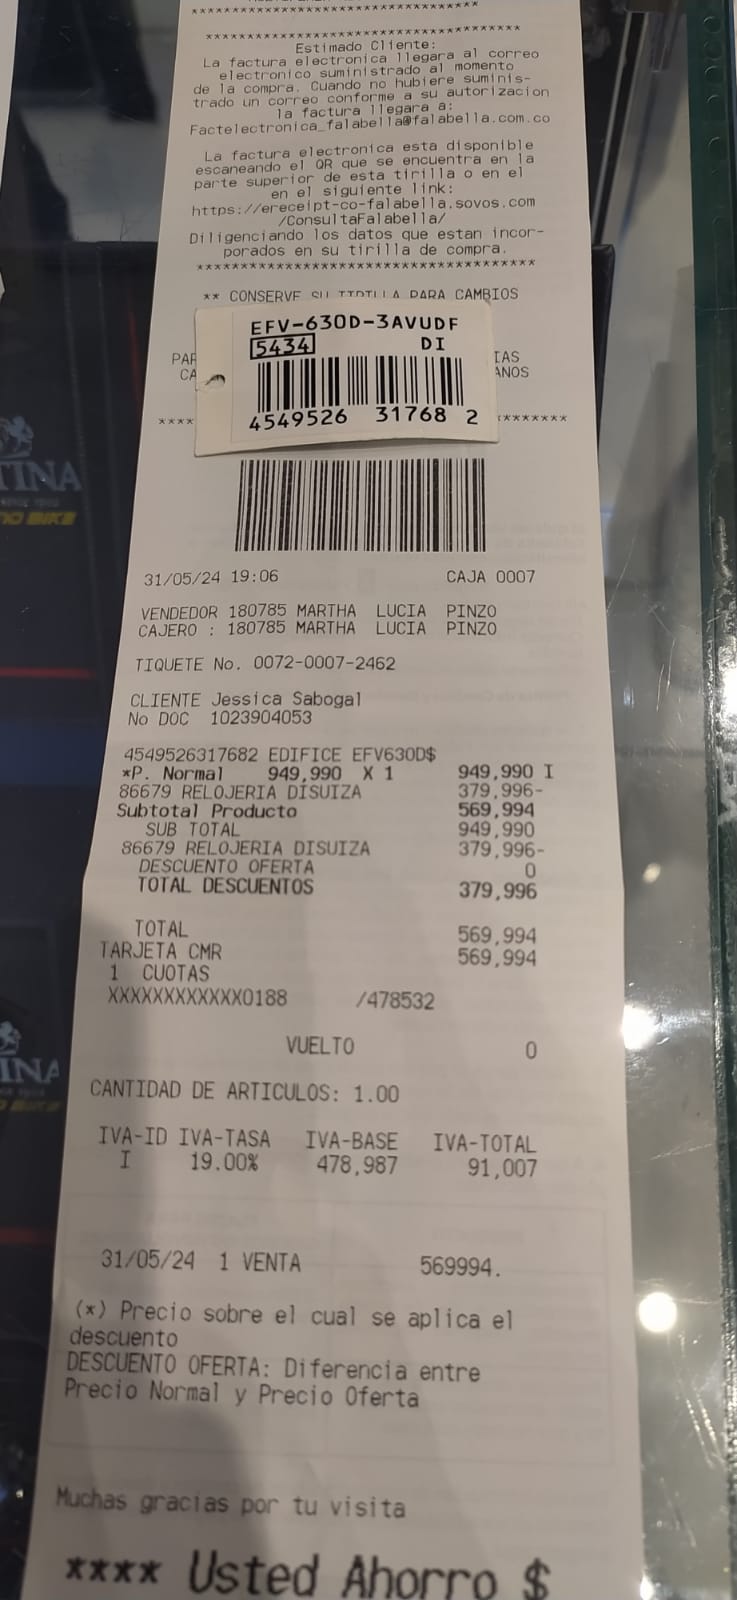 ************************************
Estimado Cliente:
La factura electronica llegara al correo
electronico suministrado al momento
de la compra. Cuando no hubiere suminis-
trado un correo conforme a su autorizacion
la factura llegara a:
Factelectronica_falabella@falabella.com.co
La factura electronica esta disponible
escaneando el QR que se encuentra en la
parte superior de esta tirilla o en el
en el siguiente link:
https://ereceipt-co-falabella.sovos.com
/ConsultaFalabella/
Diligenciando los datos que estan incor-
porados en su tirilla de compra.
************************************
** CONSERVE SU TIRILLA PARA CAMBIOS
EFV-630D-3AVUDF
5434 DI
4549526 31768 2
31/05/24 19:06 CAJA 0007
VENDEDOR 180785 MARTHA LUCIA PINZO
CAJERO : 180785 MARTHA LUCIA PINZO
TIQUETE No. 0072-0007-2462
CLIENTE Jessica Sabogal
No DOC 1023904053
4549526317682 EDIFICE EFV630D$
*P. Normal 949,990 X 1 949,990 I
86679 RELOJERIA DISUIZA 379,996-
Subtotal Producto 569,994
SUB TOTAL 949,990
86679 RELOJERIA DISUIZA 379,996-
DESCUENTO OFERTA 0
TOTAL DESCUENTOS 379,996
TOTAL 569,994
TARJETA CMR 569,994
1 CUOTAS
XXXXXXXXXXXX0188 /478532
VUELTO 0
CANTIDAD DE ARTICULOS: 1.00
IVA-ID IVA-TASA IVA-BASE IVA-TOTAL
I 19.00% 478,987 91,007
31/05/24 1 VENTA 569994.
(*) Precio sobre el cual se aplica el
descuento
DESCUENTO OFERTA: Diferencia entre
Precio Normal y Precio Oferta
Muchas gracias por tu visita
**** Usted Ahorro $